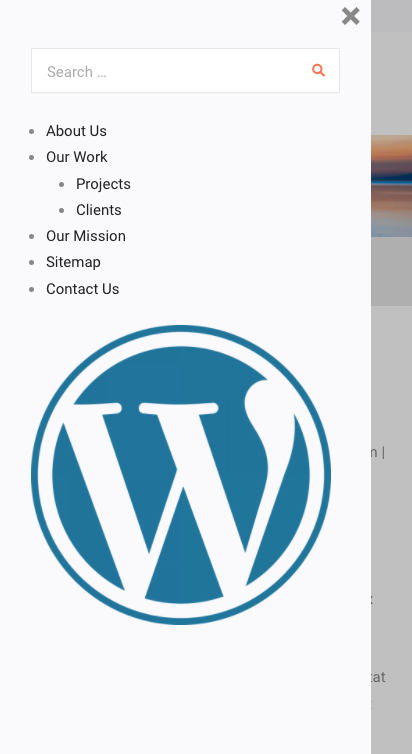 Search ...
About Us
Our Work
Projects
Clients
Our Mission
Sitemap
Contact Us
W